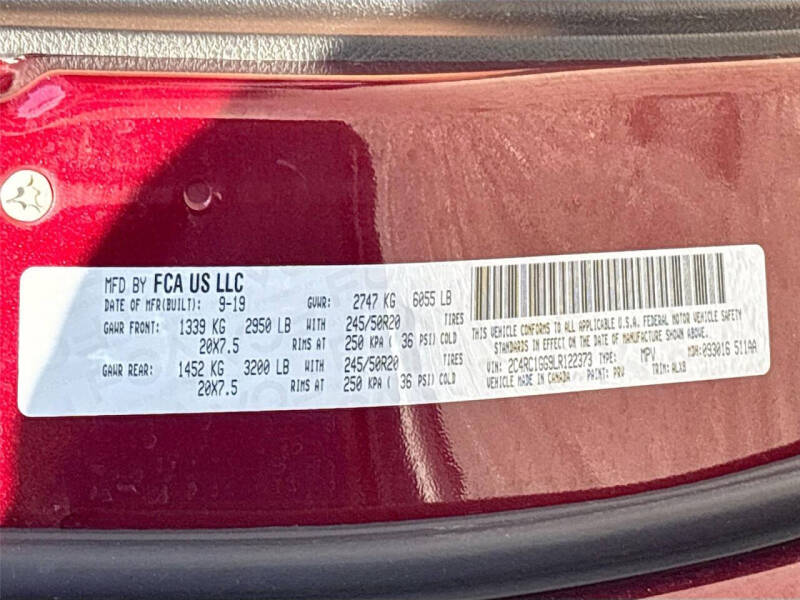 MFD BY FCA US LLC
DATE OF MFR(BUILT): 9-19 GVWR: 2747 KG 6055 LB
GAWR FRONT: 1339 KG 2950 LB WITH 245/50R20 TIRES
20X7.5 RIMS AT 250 KPA ( 36 PSI) COLD
GAWR REAR: 1452 KG 3200 LB WITH 245/50R20 TIRES
20X7.5 RIMS AT 250 KPA ( 36 PSI) COLD
THIS VEHICLE CONFORMS TO ALL APPLICABLE U.S.A. FEDERAL MOTOR VEHICLE SAFETY
STANDARDS IN EFFECT ON THE DATE OF MANUFACTURE SHOWN ABOVE.
VIN: 2C4RC1GG9LR122373 TYPE: MPV MDH: 093016 511AA
VEHICLE MADE IN CANADA PAINT: PRV TRIM: ALX8